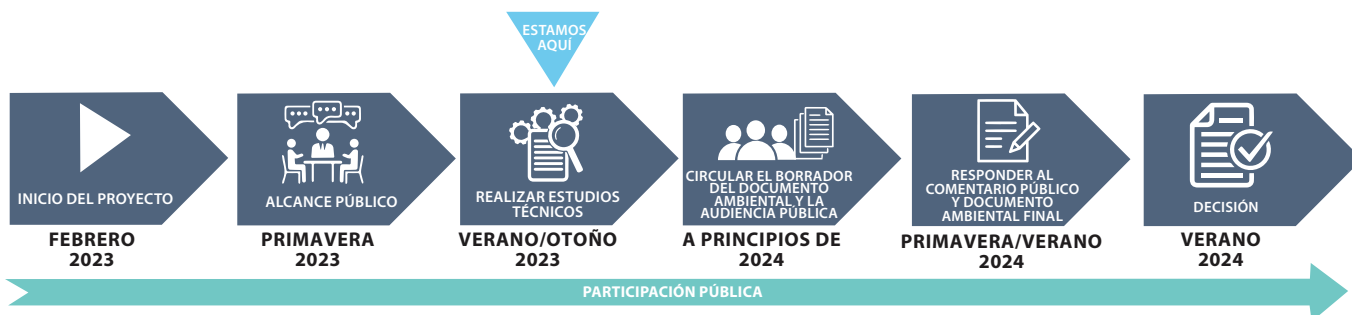 ESTAMOS
AQUÍ
INICIO DEL PROYECTO
FEBRERO
2023
ALCANCE PÚBLICO
PRIMAVERA
2023
REALIZAR ESTUDIOS
TÉCNICOS
VERANO/OTOÑO
2023
CIRCULAR EL BORRADOR
DEL DOCUMENTO
AMBIENTAL Y LA
AUDIENCIA PÚBLICA
A PRINCIPIOS DE
2024
RESPONDER AL
COMENTARIO PÚBLICO
Y DOCUMENTO
AMBIENTAL FINAL
PRIMAVERA/VERANO
2024
DECISIÓN
VERANO
2024
PARTICIPACIÓN PÚBLICA